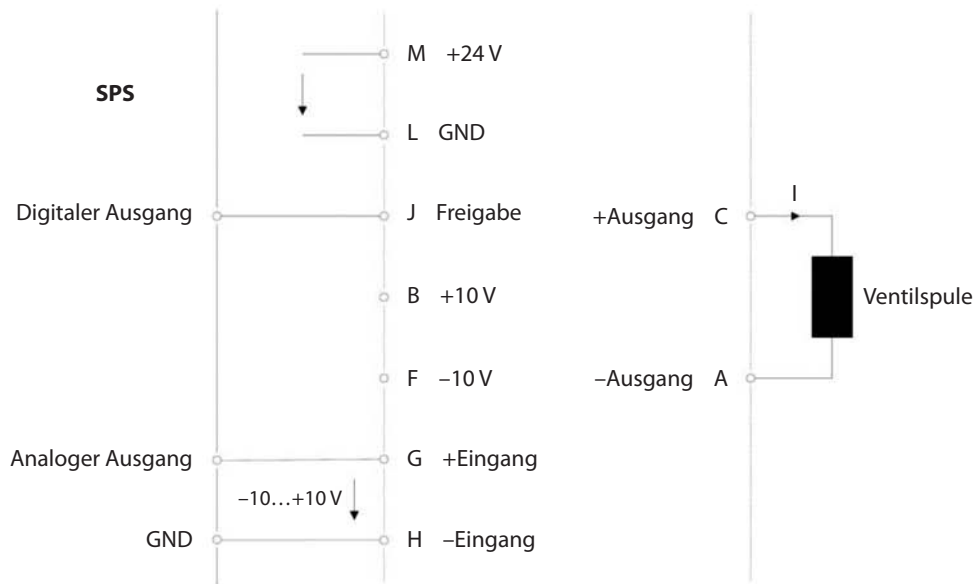 M +24 V
SPS
L GND
Digitaler Ausgang
J Freigabe
+Ausgang C
I
B +10 V
Ventilspule
F –10 V
–Ausgang A
Analoger Ausgang
G +Eingang
–10…+10 V
GND
H –Eingang